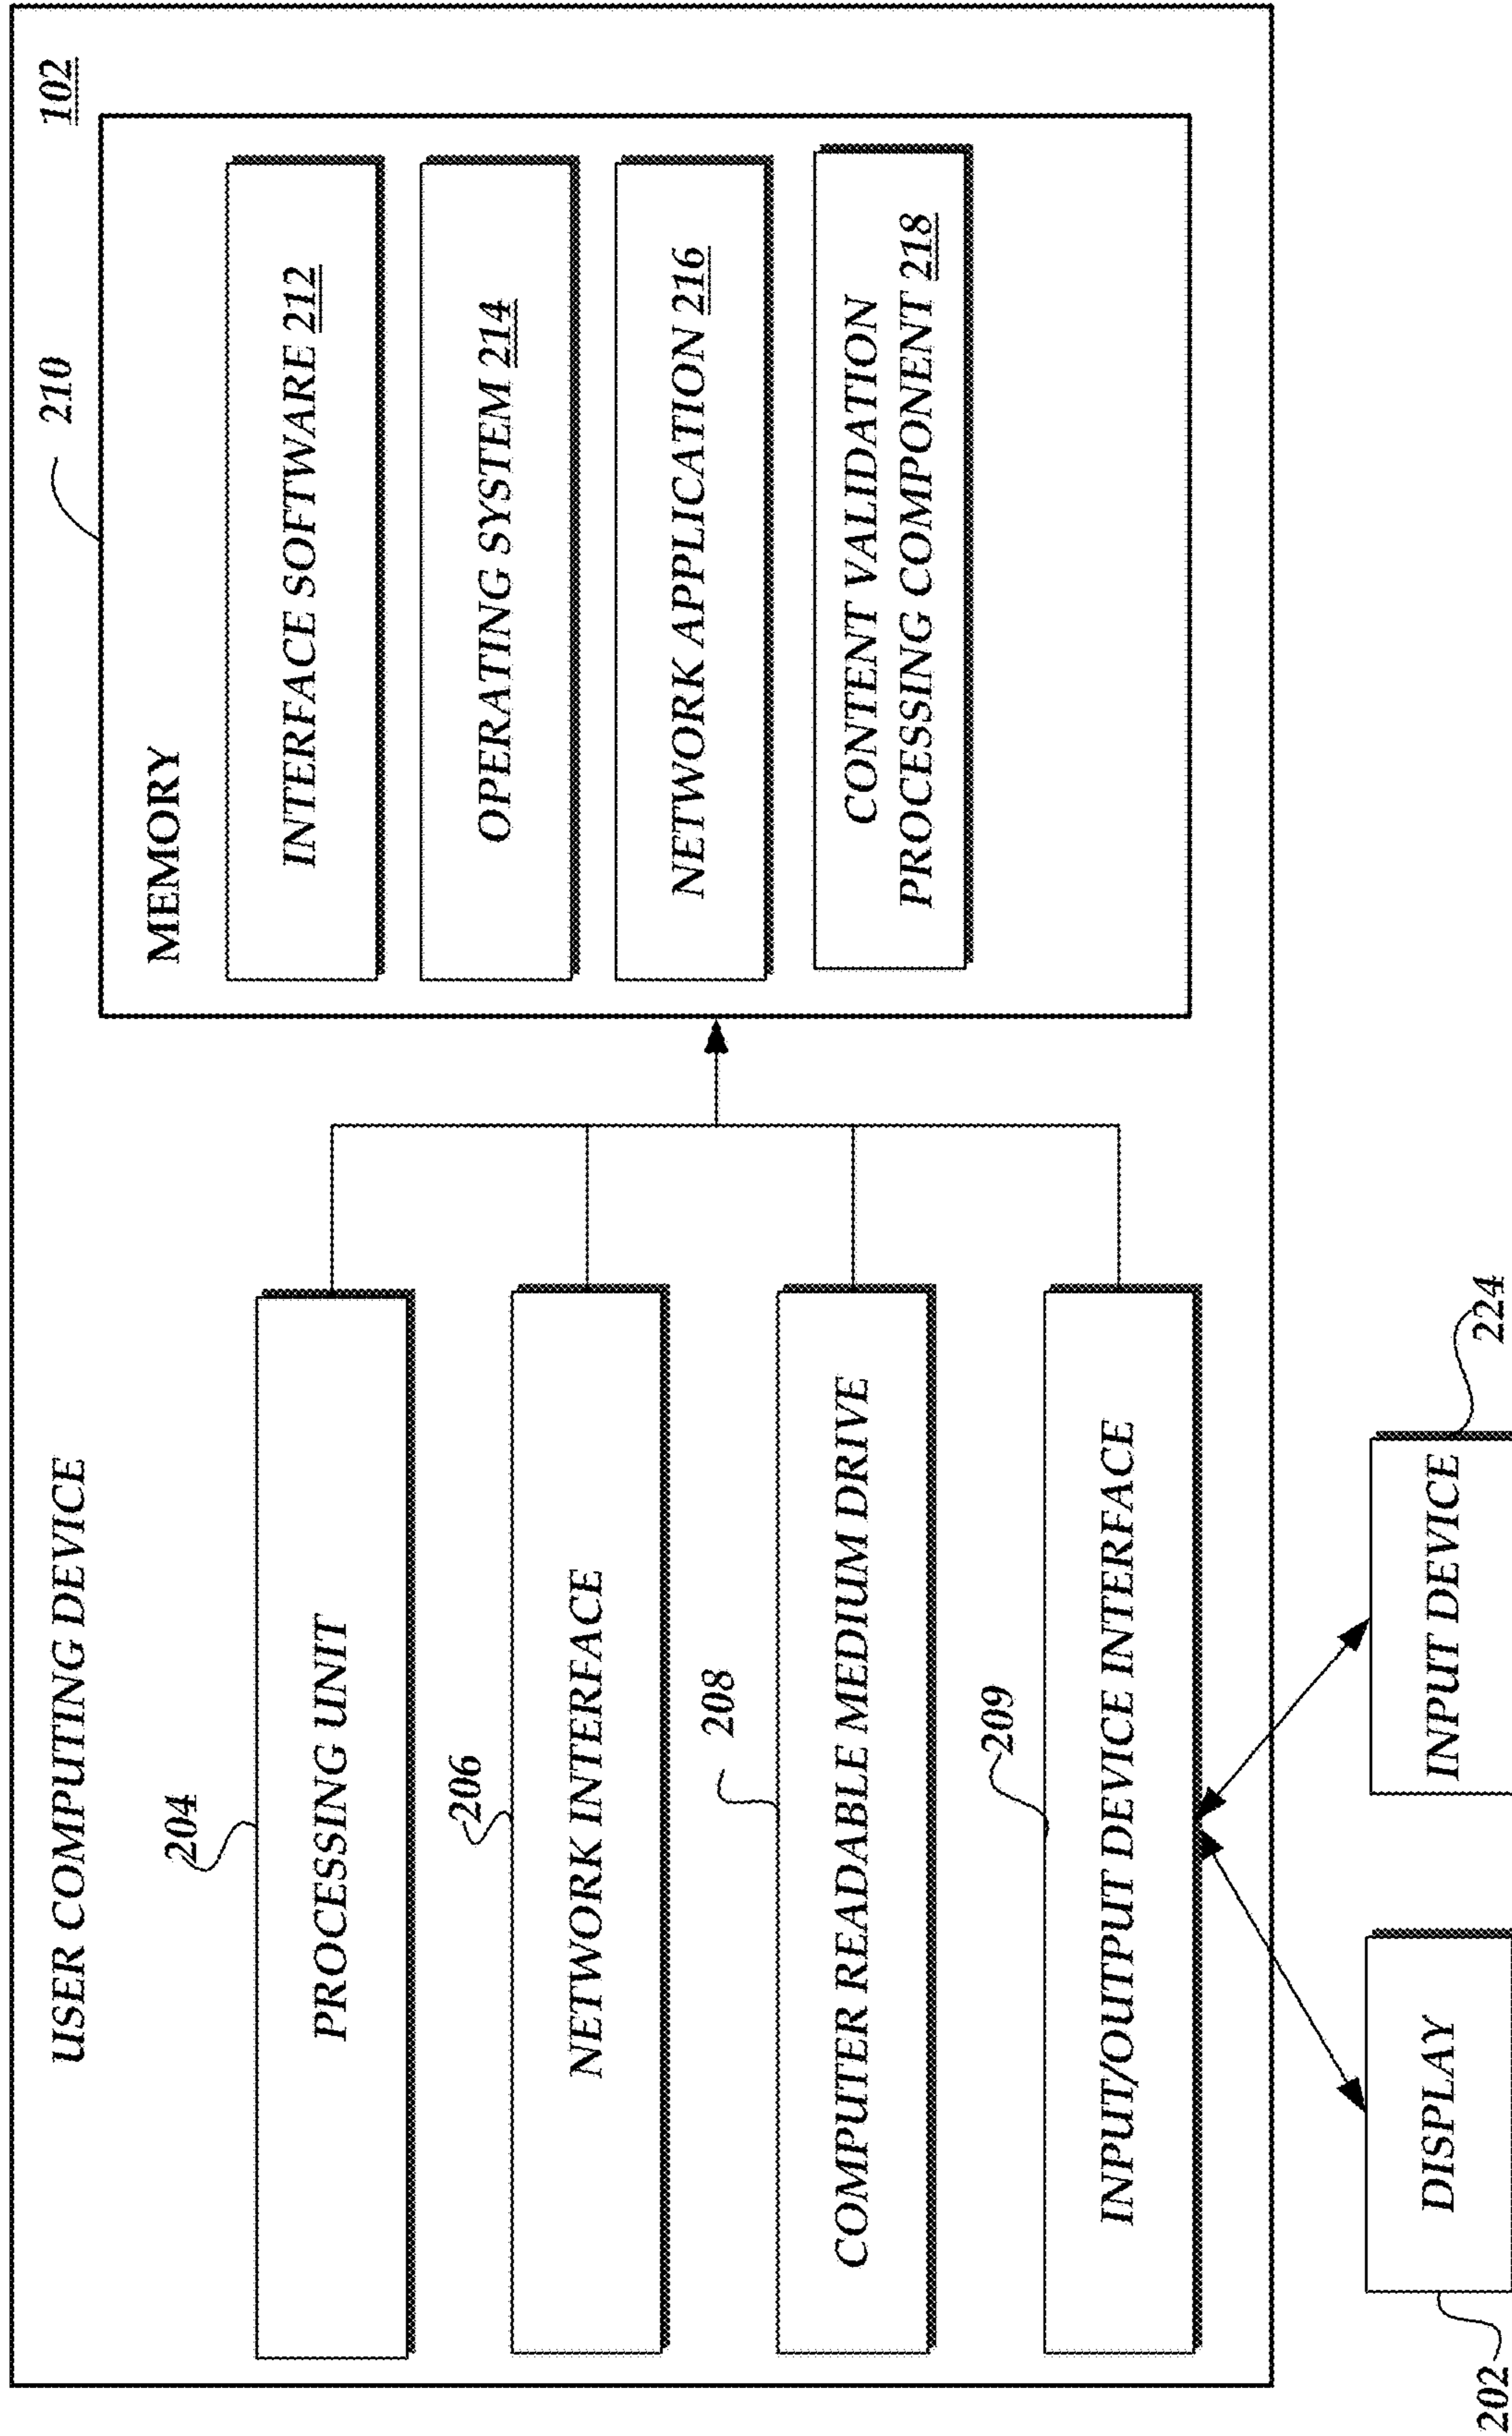 USER COMPUTING DEVICE
102
204
PROCESSING UNIT
206
NETWORK INTERFACE
208
COMPUTER READABLE MEDIUM DRIVE
209
INPUT/OUTPUT DEVICE INTERFACE
210
MEMORY
INTERFACE SOFTWARE 212
OPERATING SYSTEM 214
NETWORK APPLICATION 216
CONTENT VALIDATION
PROCESSING COMPONENT 218
202
DISPLAY
INPUT DEVICE
224